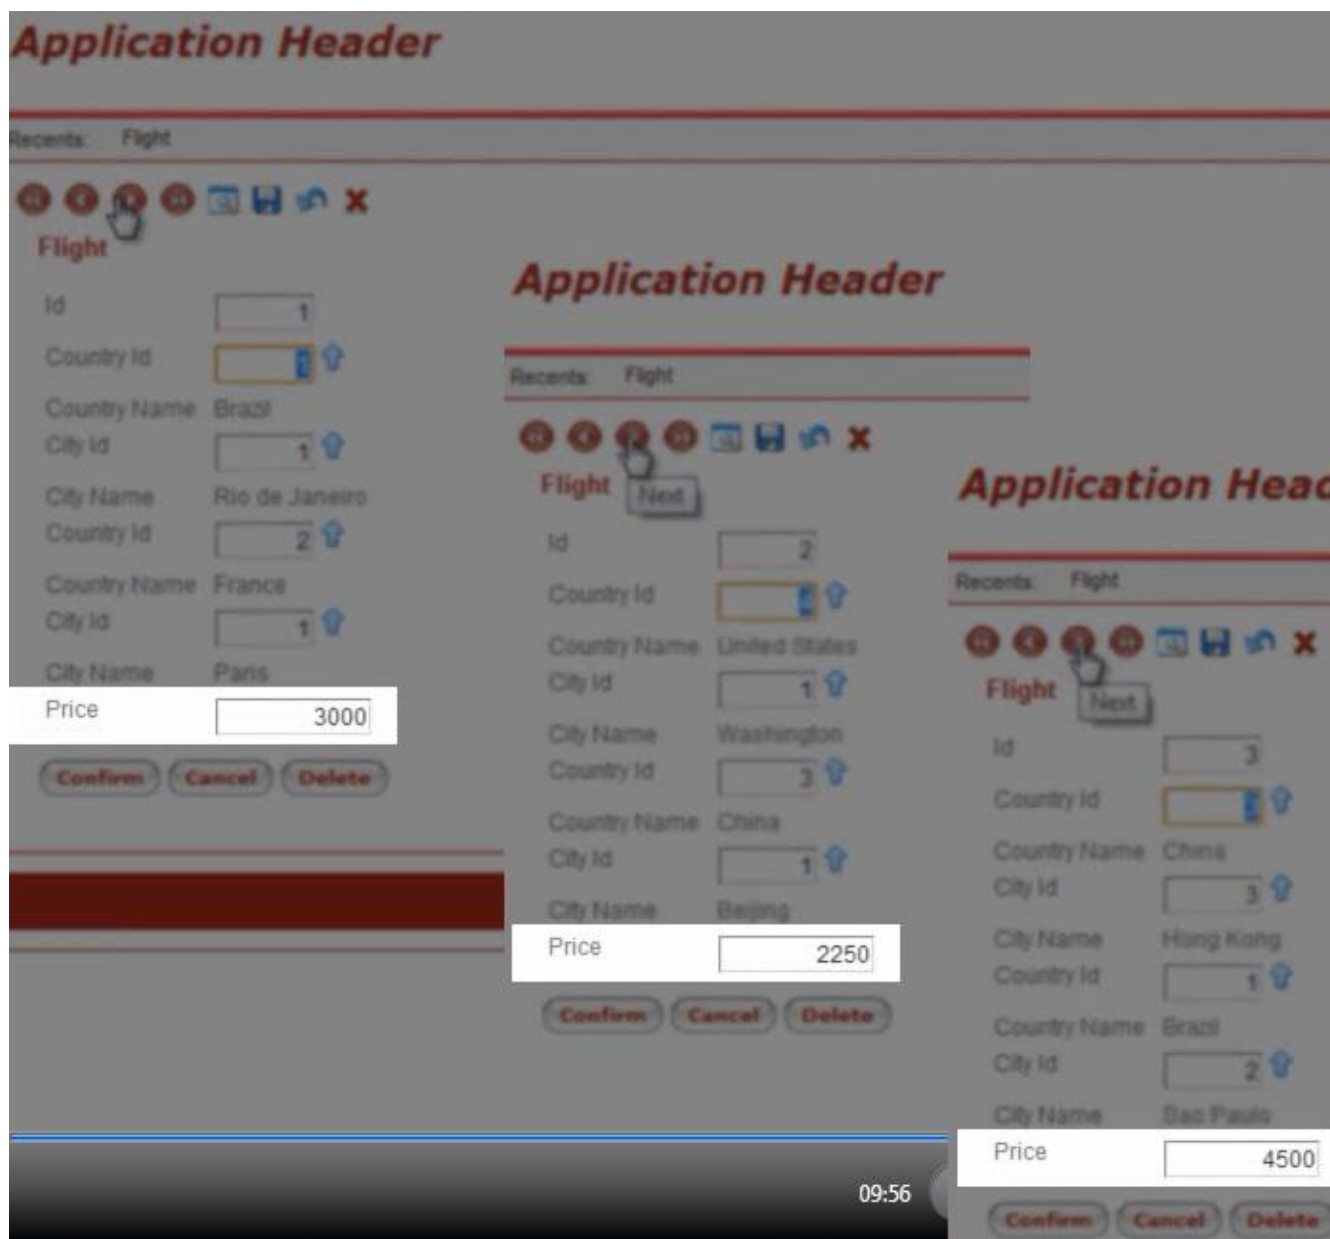 Application Header
Recents: Flight
Flight
Id 1
Country Id 1
Country Name Brazil
City Id 1
City Name Rio de Janeiro
Country Id 2
Country Name France
City Id 1
City Name Paris
Price 3000
Confirm Cancel Delete
Application Header
Recents: Flight
Flight
Next
Id 2
Country Id
Country Name United States
City Id 1
City Name Washington
Country Id 3
Country Name China
City Id 1
City Name Beijing
Price 2250
Confirm Cancel Delete
Application Head
Recents: Flight
Flight
Next
Id 3
Country Id
Country Name China
City Id 3
City Name Hong Kong
Country Id 1
Country Name Brazil
City Id 2
City Name Sao Paulo
Price 4500
Confirm Cancel Delete
09:56